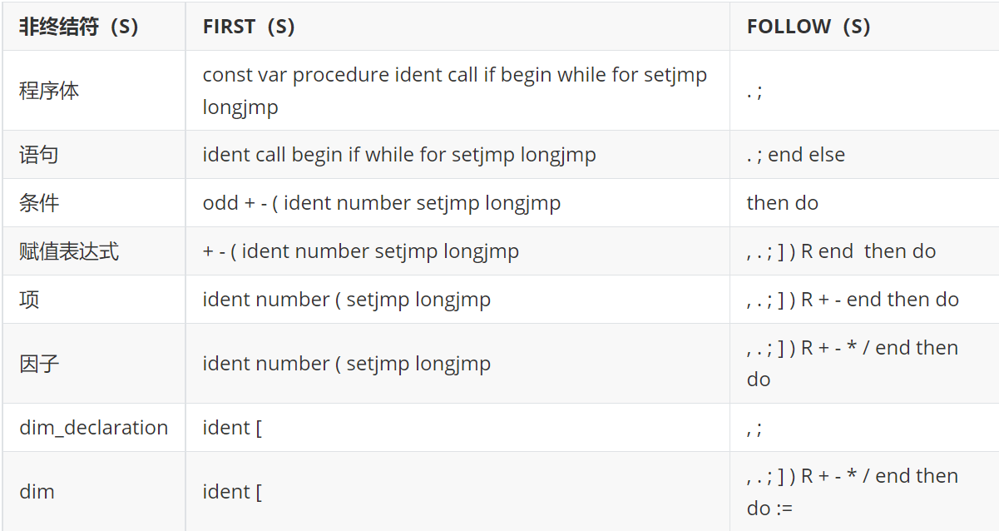 非终结符（S） FIRST（S） FOLLOW（S）
程序体 const var procedure ident call if begin while for setjmp longjmp . ;
语句 ident call begin if while for setjmp longjmp . ; end else
条件 odd + - ( ident number setjmp longjmp then do
赋值表达式 + - ( ident number setjmp longjmp , . ; ] ) R end then do
项 ident number ( setjmp longjmp , . ; ] ) R + - end then do
因子 ident number ( setjmp longjmp , . ; ] ) R + - * / end then do
dim_declaration ident [ , ;
dim ident [ , . ; ] ) R + - * / end then do :=